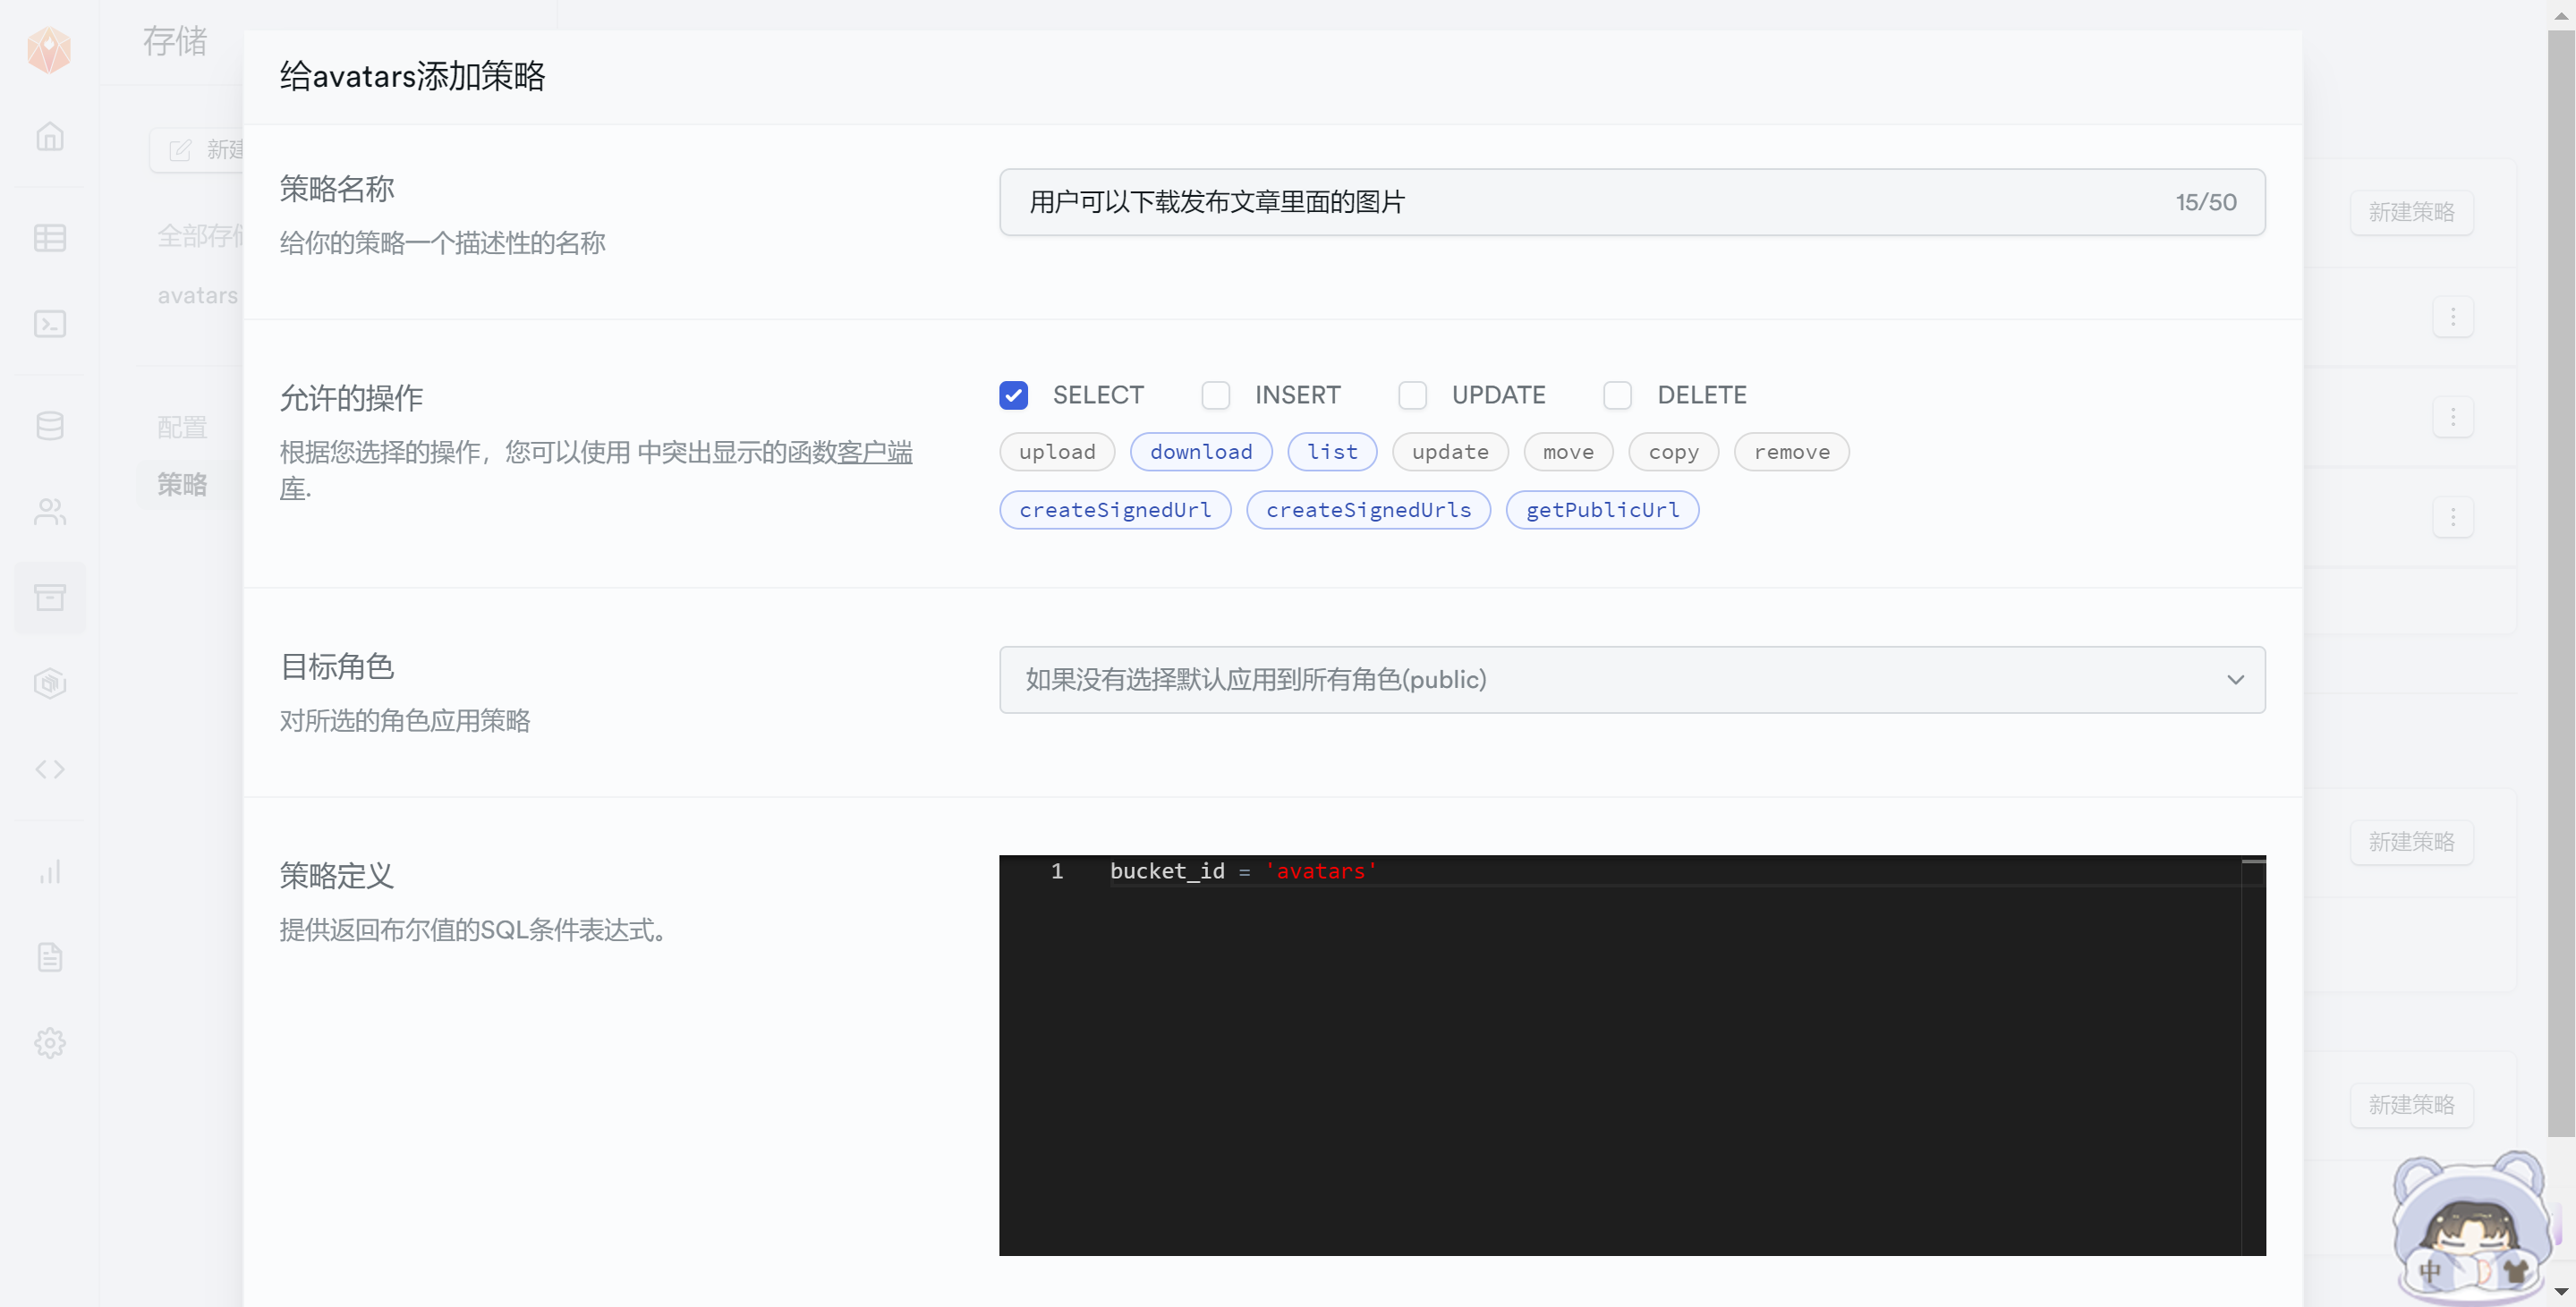 存储
给avatars添加策略
新建
策略名称
用户可以下载发布文章里面的图片
15/50
新建策略
给你的策略一个描述性的名称
全部存储
avatars
允许的操作
SELECT INSERT UPDATE DELETE
根据您选择的操作，您可以使用 中突出显示的函数客户端
库.
upload download list update move copy remove
createSignedUrl createSignedUrls getPublicUrl
配置
策略
目标角色
如果没有选择默认应用到所有角色(public)
对所选的角色应用策略
策略定义
1 bucket_id = 'avatars'
新建策略
提供返回布尔值的SQL条件表达式。
新建策略
中